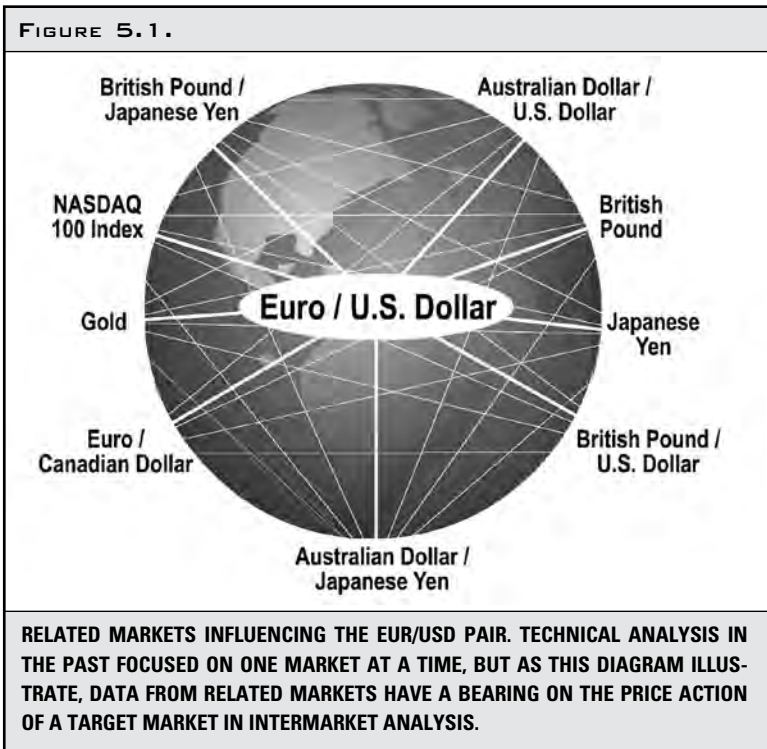 FIGURE 5.1.
British Pound /
Japanese Yen
Australian Dollar /
U.S. Dollar
NASDAQ
100 Index
British
Pound
Euro / U.S. Dollar
Gold
Japanese
Yen
Euro /
Canadian Dollar
British Pound /
U.S. Dollar
Australian Dollar /
Japanese Yen
RELATED MARKETS INFLUENCING THE EUR/USD PAIR. TECHNICAL ANALYSIS IN
THE PAST FOCUSED ON ONE MARKET AT A TIME, BUT AS THIS DIAGRAM ILLUS-
TRATE, DATA FROM RELATED MARKETS HAVE A BEARING ON THE PRICE ACTION
OF A TARGET MARKET IN INTERMARKET ANALYSIS.